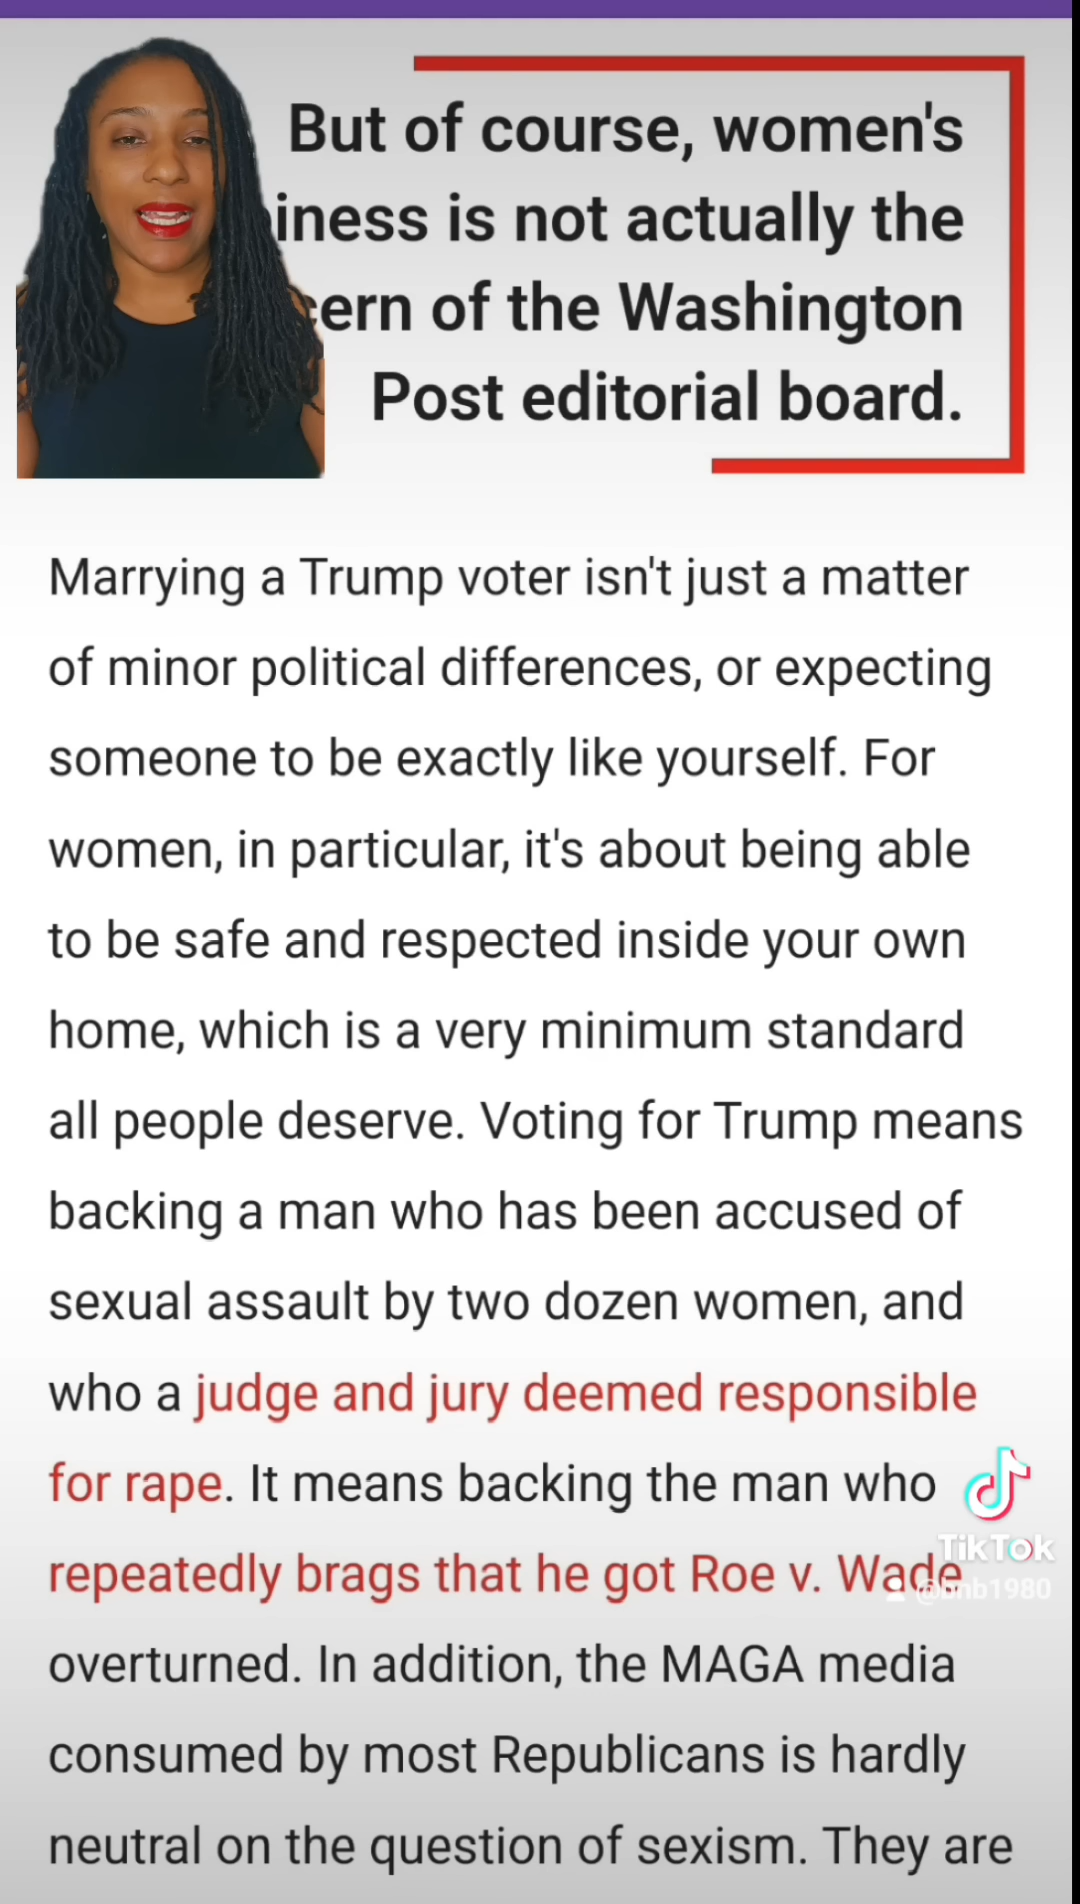 But of course, women's
iness is not actually the
ern of the Washington
Post editorial board.
Marrying a Trump voter isn't just a matter
of minor political differences, or expecting
someone to be exactly like yourself. For
women, in particular, it's about being able
to be safe and respected inside your own
home, which is a very minimum standard
all people deserve. Voting for Trump means
backing a man who has been accused of
sexual assault by two dozen women, and
who a judge and jury deemed responsible
for rape. It means backing the man who
repeatedly brags that he got Roe v. Wade
overturned. In addition, the MAGA media
consumed by most Republicans is hardly
neutral on the question of sexism. They are
TikTok
@bnb1980